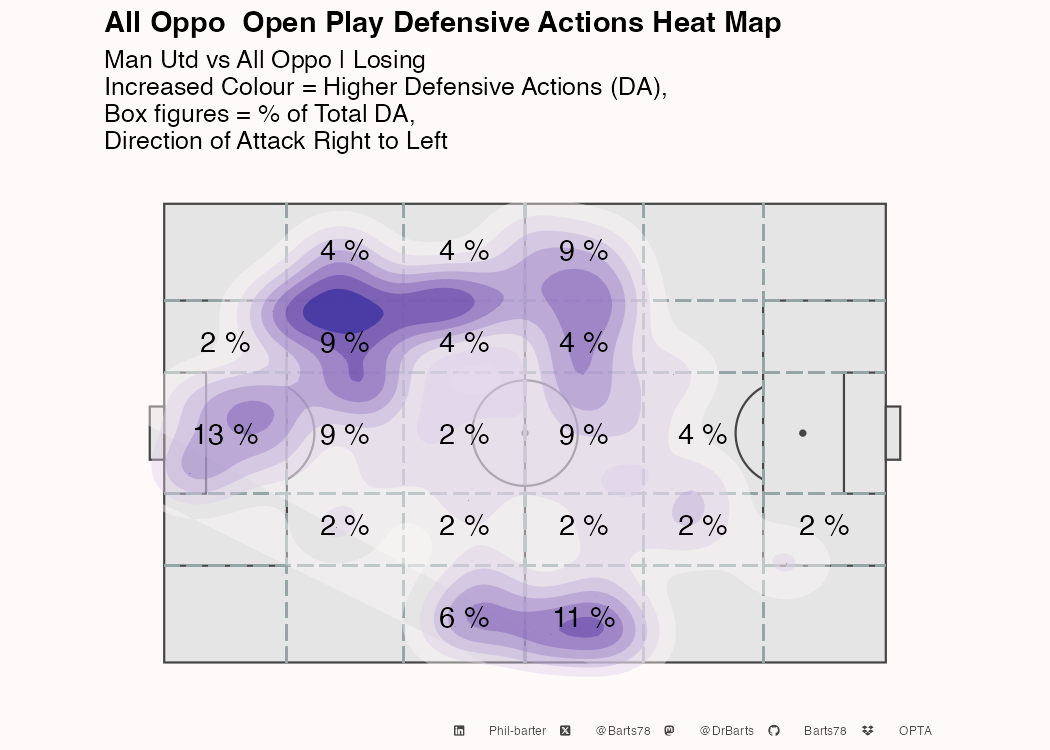 All Oppo  Open Play Defensive Actions Heat Map
Man Utd vs All Oppo | Losing
Increased Colour = Higher Defensive Actions (DA),
Box figures = % of Total DA,
Direction of Attack Right to Left
4 % 4 % 9 %
2 % 9 % 4 % 4 %
13 % 9 % 2 % 9 % 4 %
2 % 2 % 2 % 2 % 2 %
6 % 11 %
Phil-barter @Barts78 @DrBarts Barts78 OPTA